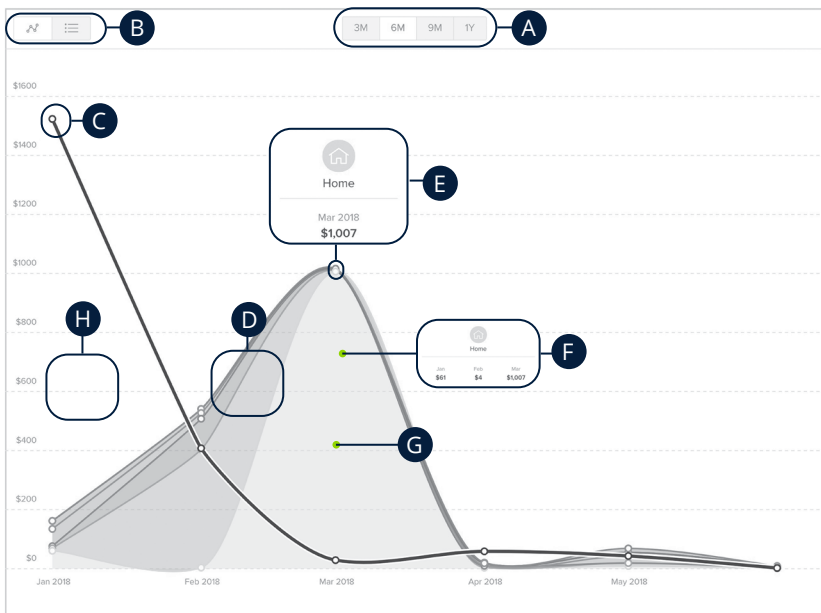 B
3M 6M 9M 1Y
A
$1600
C
$1400
Home
E
$1200
Mar 2018
$1,007
$1000
H
D
$800
Home
F
Jan Feb Mar
$61 $4 $1,007
$600
$400
G
$200
$0
Jan 2018 Feb 2018 Mar 2018 Apr 2018 May 2018